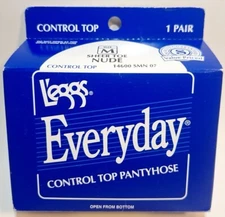 CONTROL TOP
1 PAIR
M
SHEER TOE
NUDE
CONTROL TOP
L'eggs®
Everyday®
CONTROL TOP PANTYHOSE
OPEN FROM BOTTOM